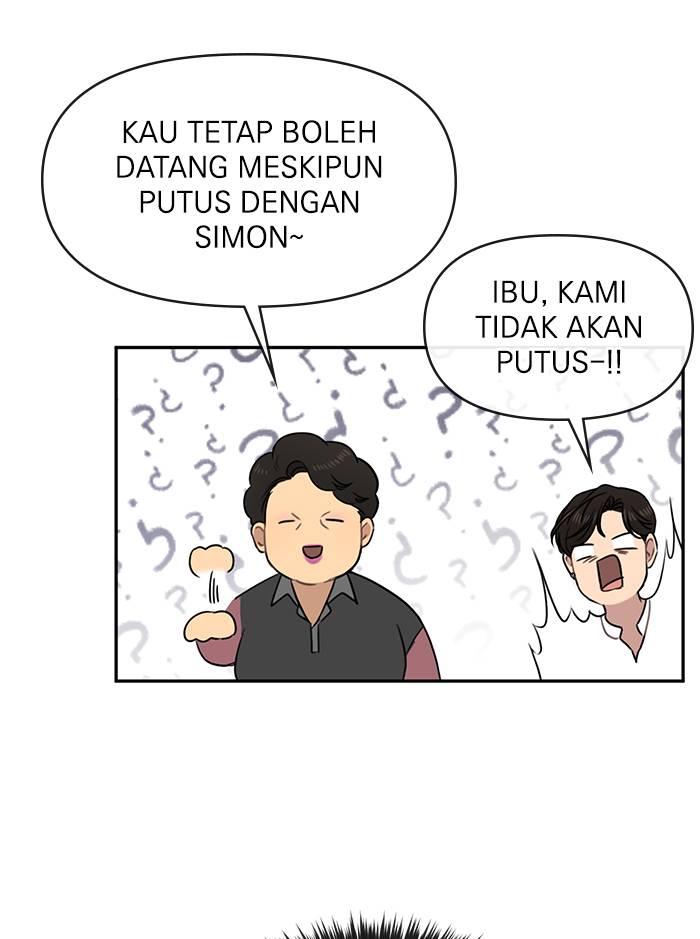 KAU TETAP BOLEH
DATANG MESKIPUN
PUTUS DENGAN
SIMON~
IBU, KAMI
TIDAK AKAN
PUTUS-!!